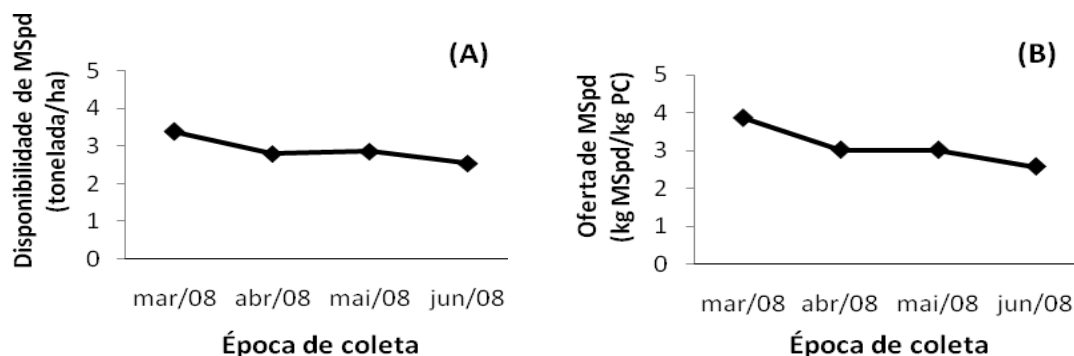 (A)
Disponibilidade de MSpd
(tonelada/ha)
5
4
3
2
1
0
mar/08 abr/08 mai/08 jun/08
Época de coleta
(B)
Oferta de MSpd
(kg MSpd/kg PC)
5
4
3
2
1
0
mar/08 abr/08 mai/08 jun/08
Época de coleta